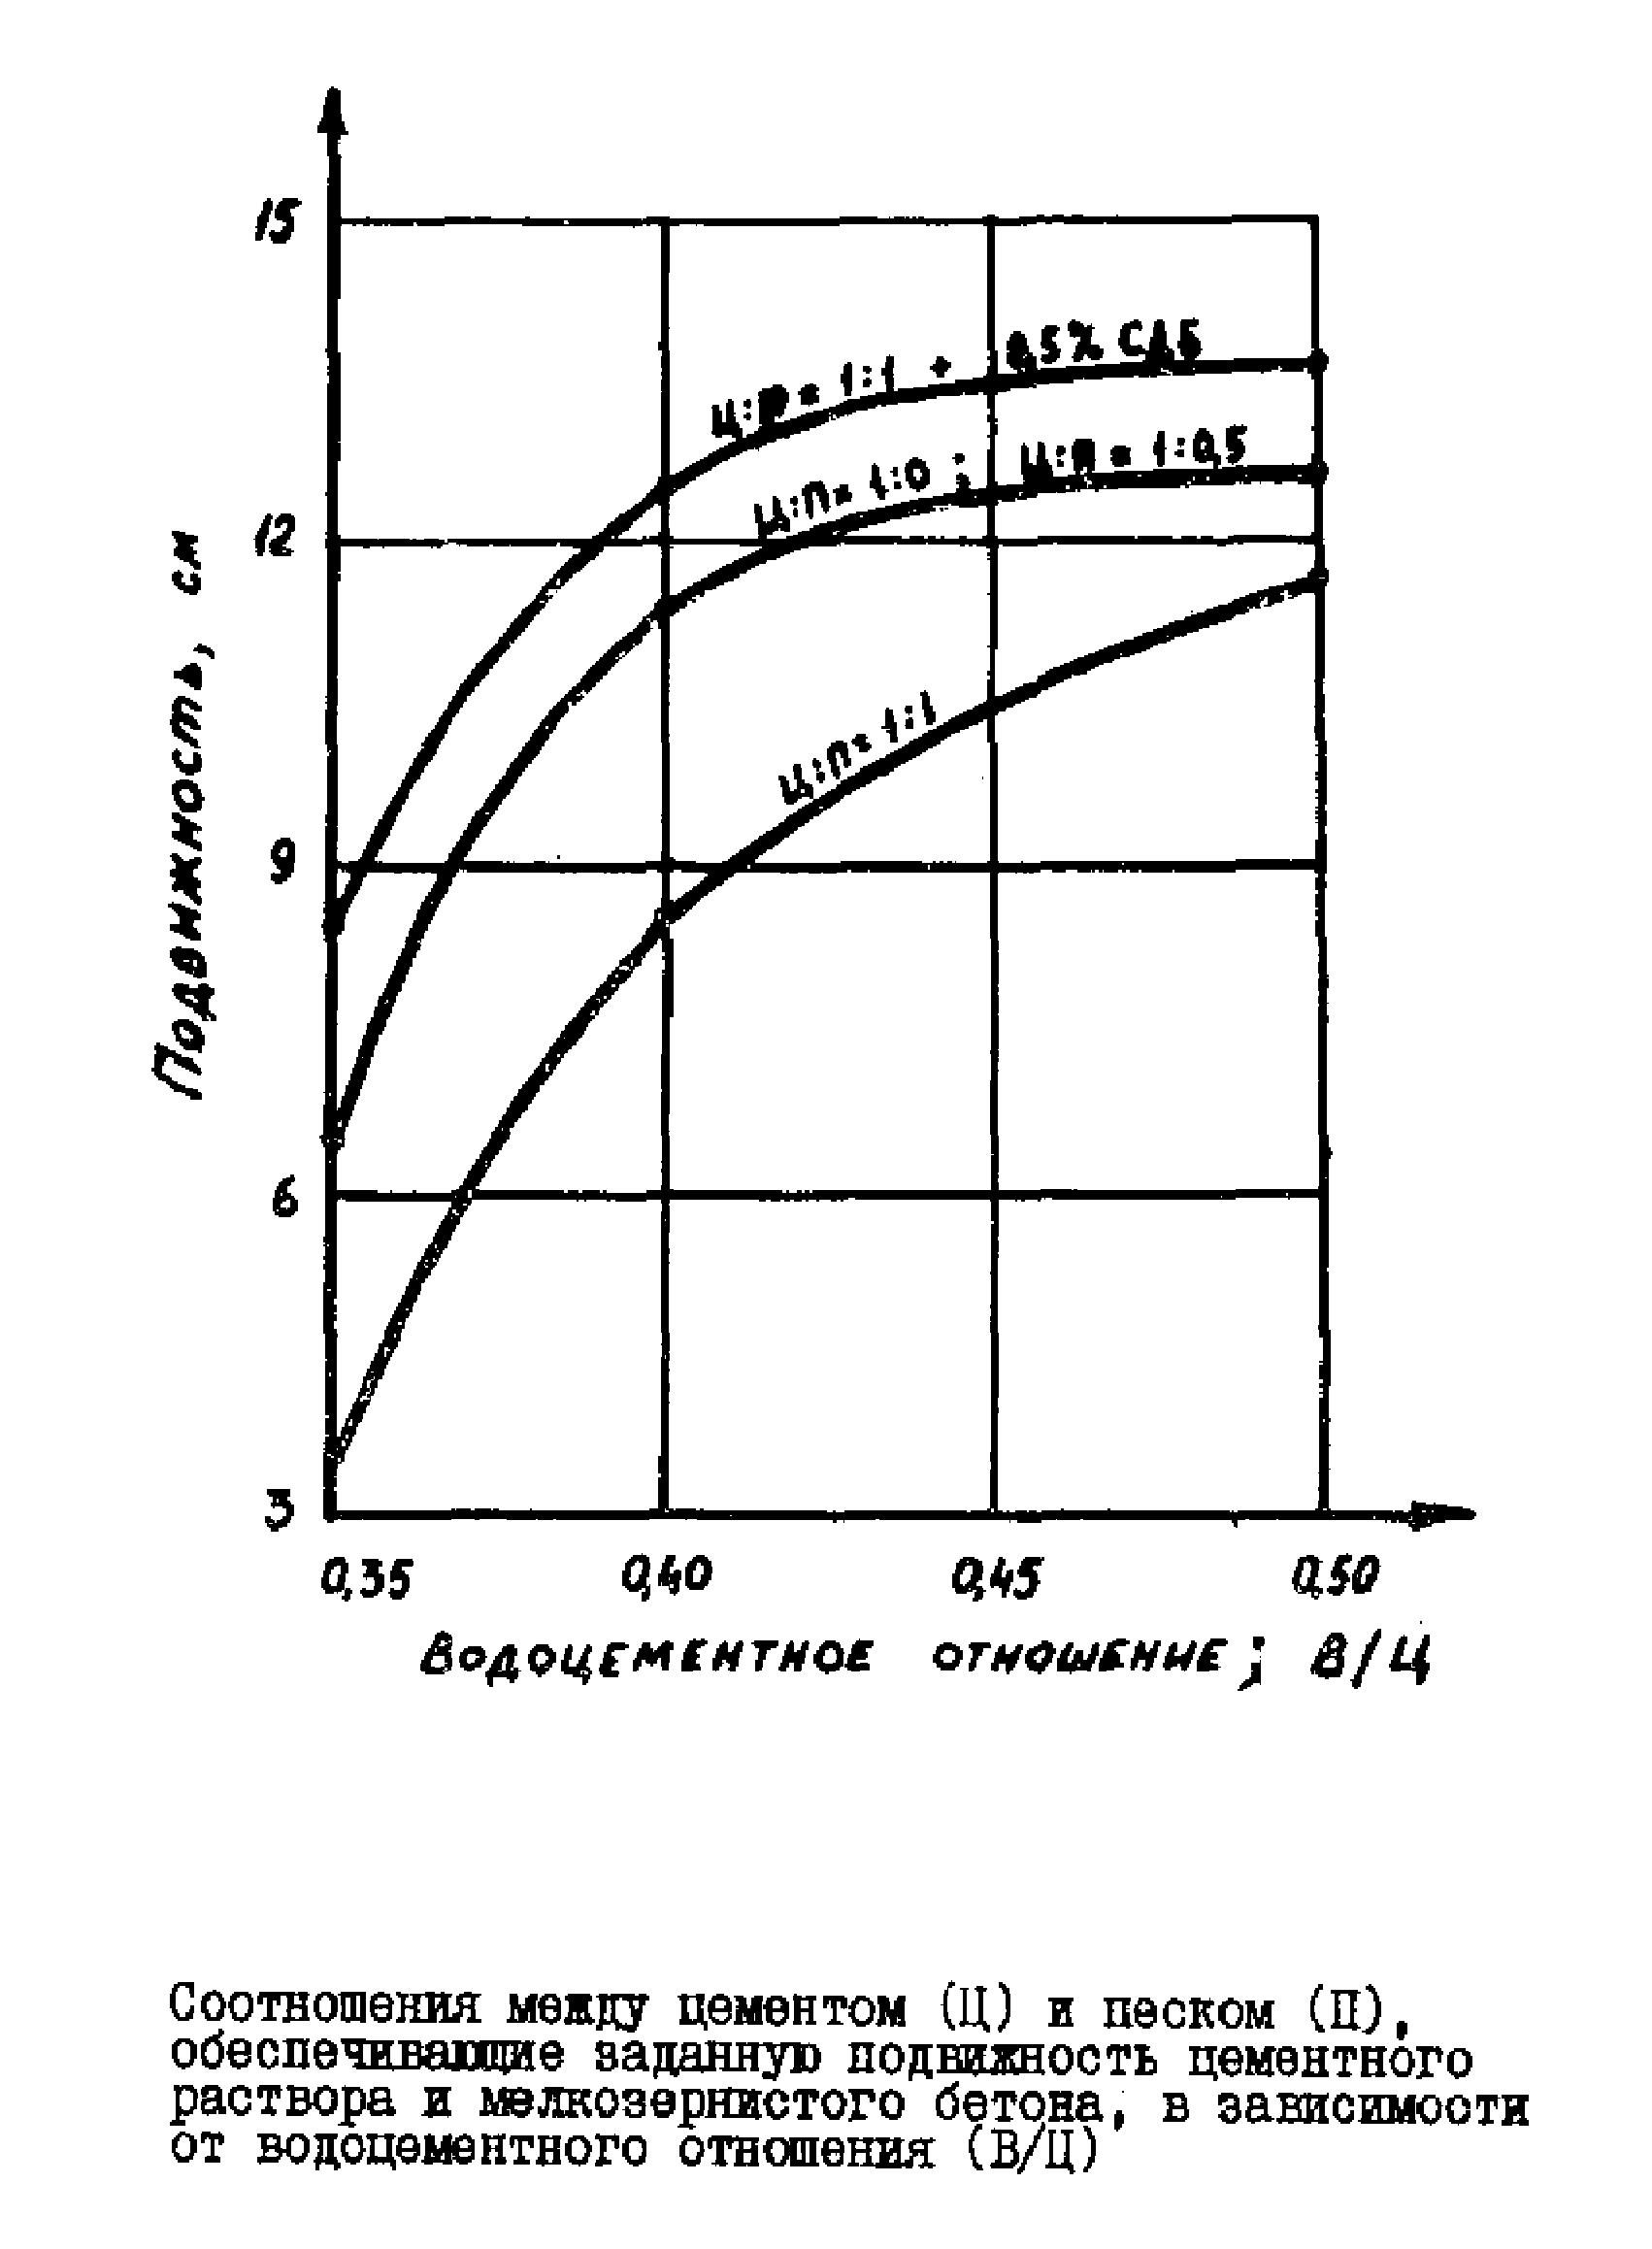 15
12
9
6
3
Подвижность, см
Ц:П = 1:1 + 0,5% СДБ
Ц:П = 1:0 ; Ц:П = 1:0,5
Ц:П = 1:1
0,35 0,40 0,45 0,50
Водоцементное отношение; В/Ц
Соотношения между цементом (Ц) и песком (П),
обеспечивающие заданную подвижность цементного
раствора и мелкозернистого бетона, в зависимости
от водоцементного отношения (В/Ц)